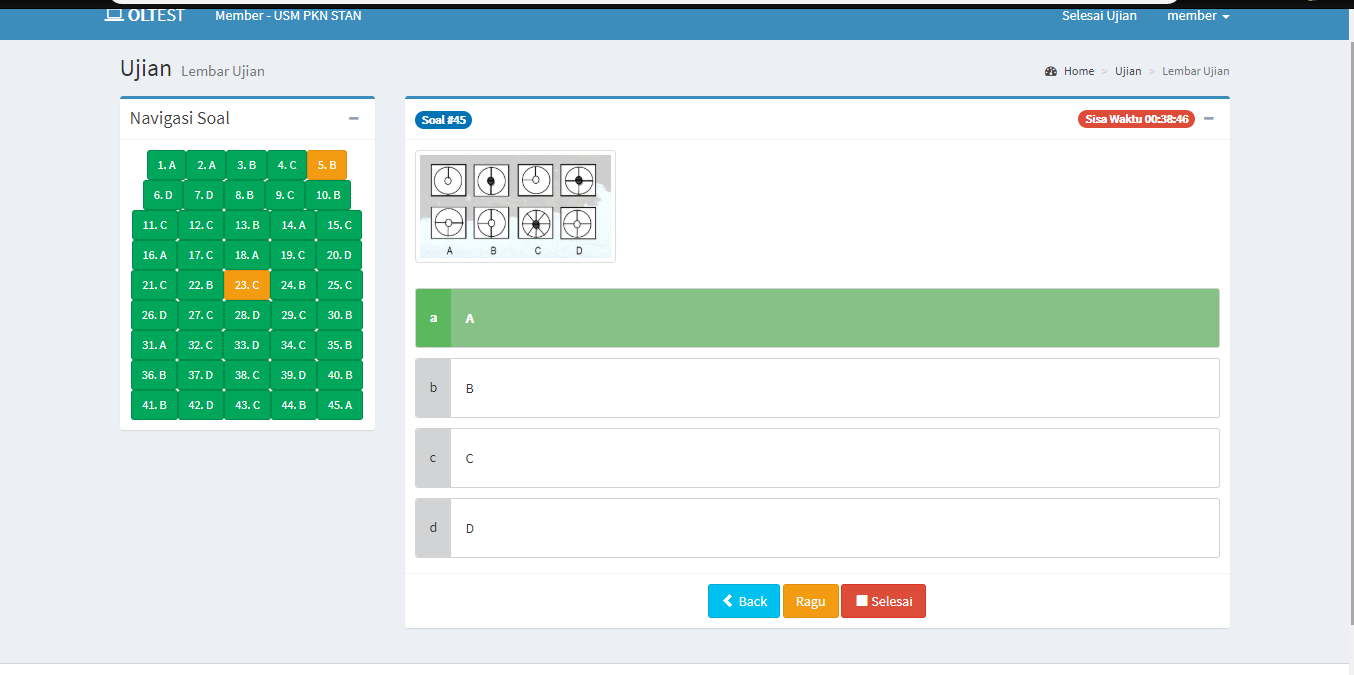 OLTEST Member - USM PKN STAN Selesai Ujian member
Ujian Lembar Ujian Home > Ujian > Lembar Ujian
Navigasi Soal
1. A 2. A 3. B 4. C 5. B
6. D 7. D 8. B 9. C 10. B
11. C 12. C 13. B 14. A 15. C
16. A 17. C 18. A 19. C 20. D
21. C 22. B 23. C 24. B 25. C
26. D 27. C 28. D 29. C 30. B
31. A 32. C 33. D 34. C 35. B
36. B 37. D 38. C 39. D 40. B
41. B 42. D 43. C 44. B 45. A
Soal #45 Sisa Waktu 00:38:46
A B C D
a A
b B
c C
d D
Back Ragu Selesai